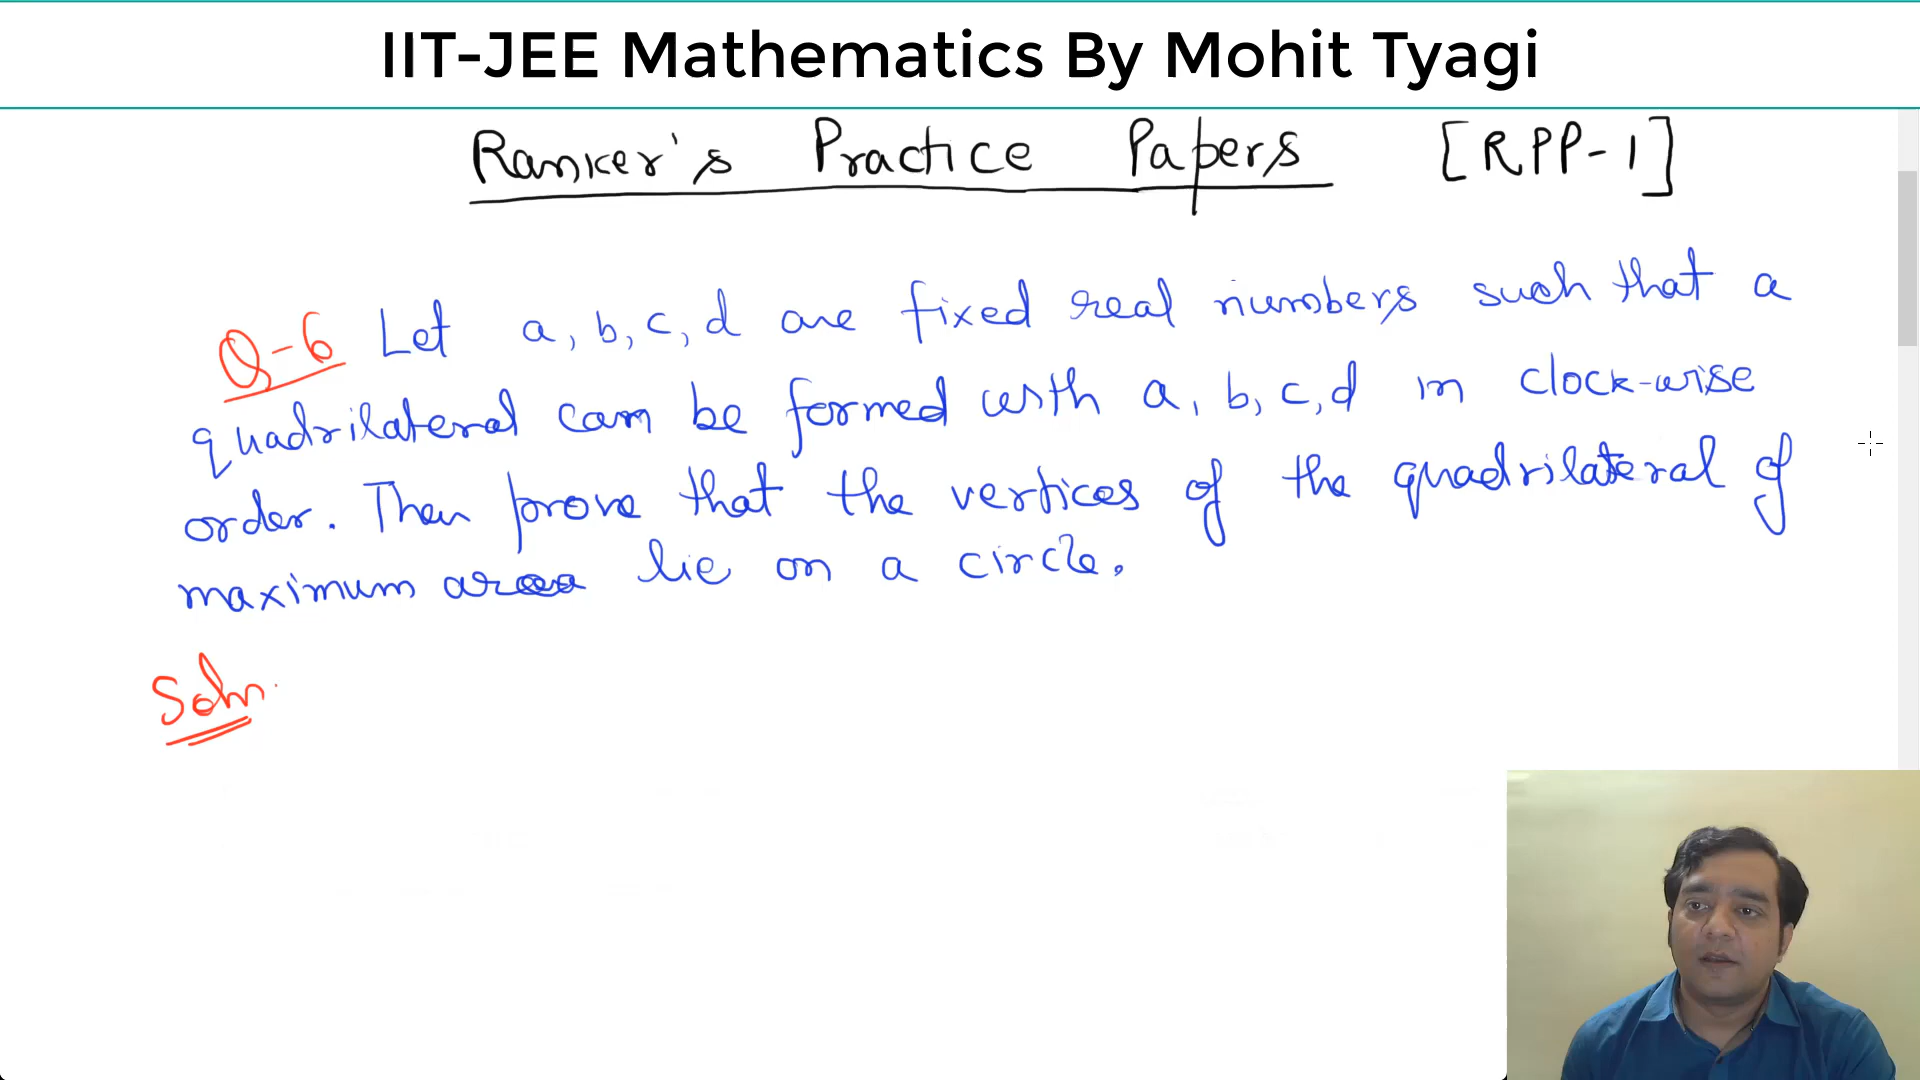 IIT-JEE Mathematics By Mohit Tyagi
Ranker's Practice Papers [RPP-1]
Q-6 Let a, b, c, d are fixed real numbers such that a
quadrilateral can be formed with a, b, c, d in clock-wise
order. Then prove that the vertices of the quadrilateral of
maximum area lie on a circle.
Soln.